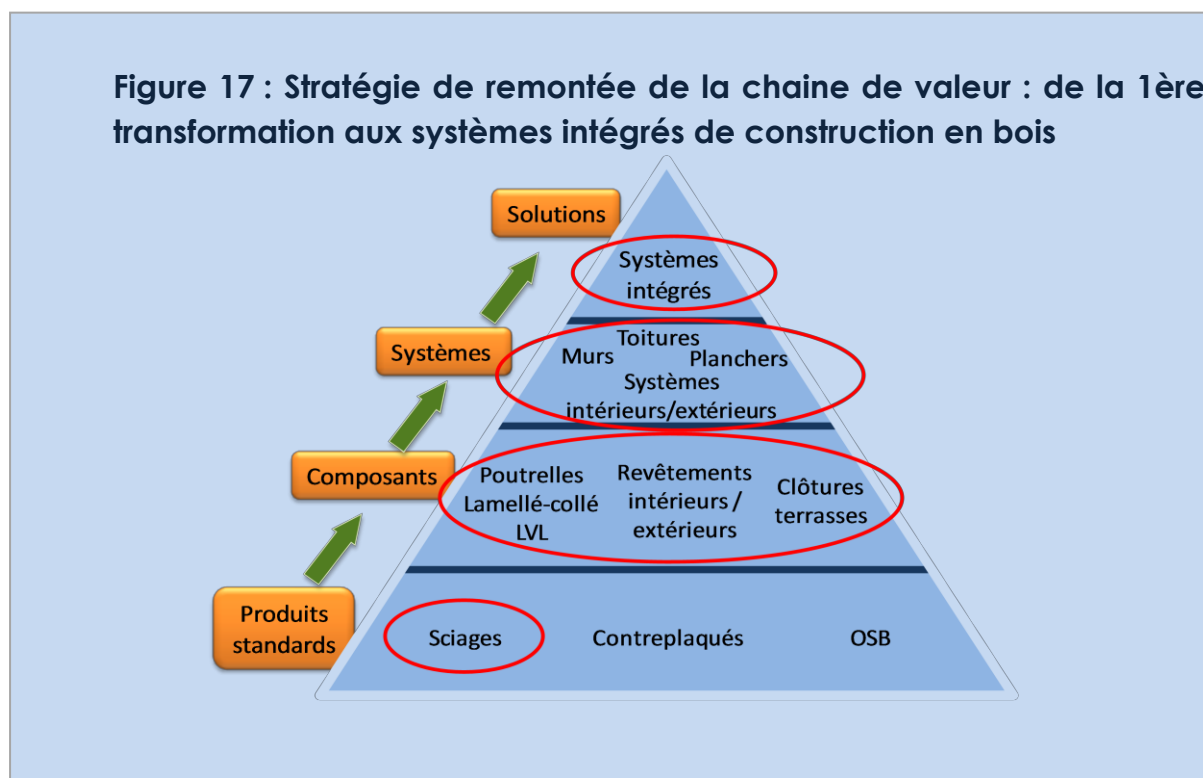 Figure 17 : Stratégie de remontée de la chaine de valeur : de la 1ère
transformation aux systèmes intégrés de construction en bois
Solutions
Systèmes
intégrés
Systèmes
Toitures
Murs
Planchers
Systèmes
intérieurs/extérieurs
Composants
Poutrelles
Lamellé-collé
LVL
Revêtements
intérieurs /
extérieurs
Clôtures
terrasses
Produits
standards
Sciages
Contreplaqués
OSB